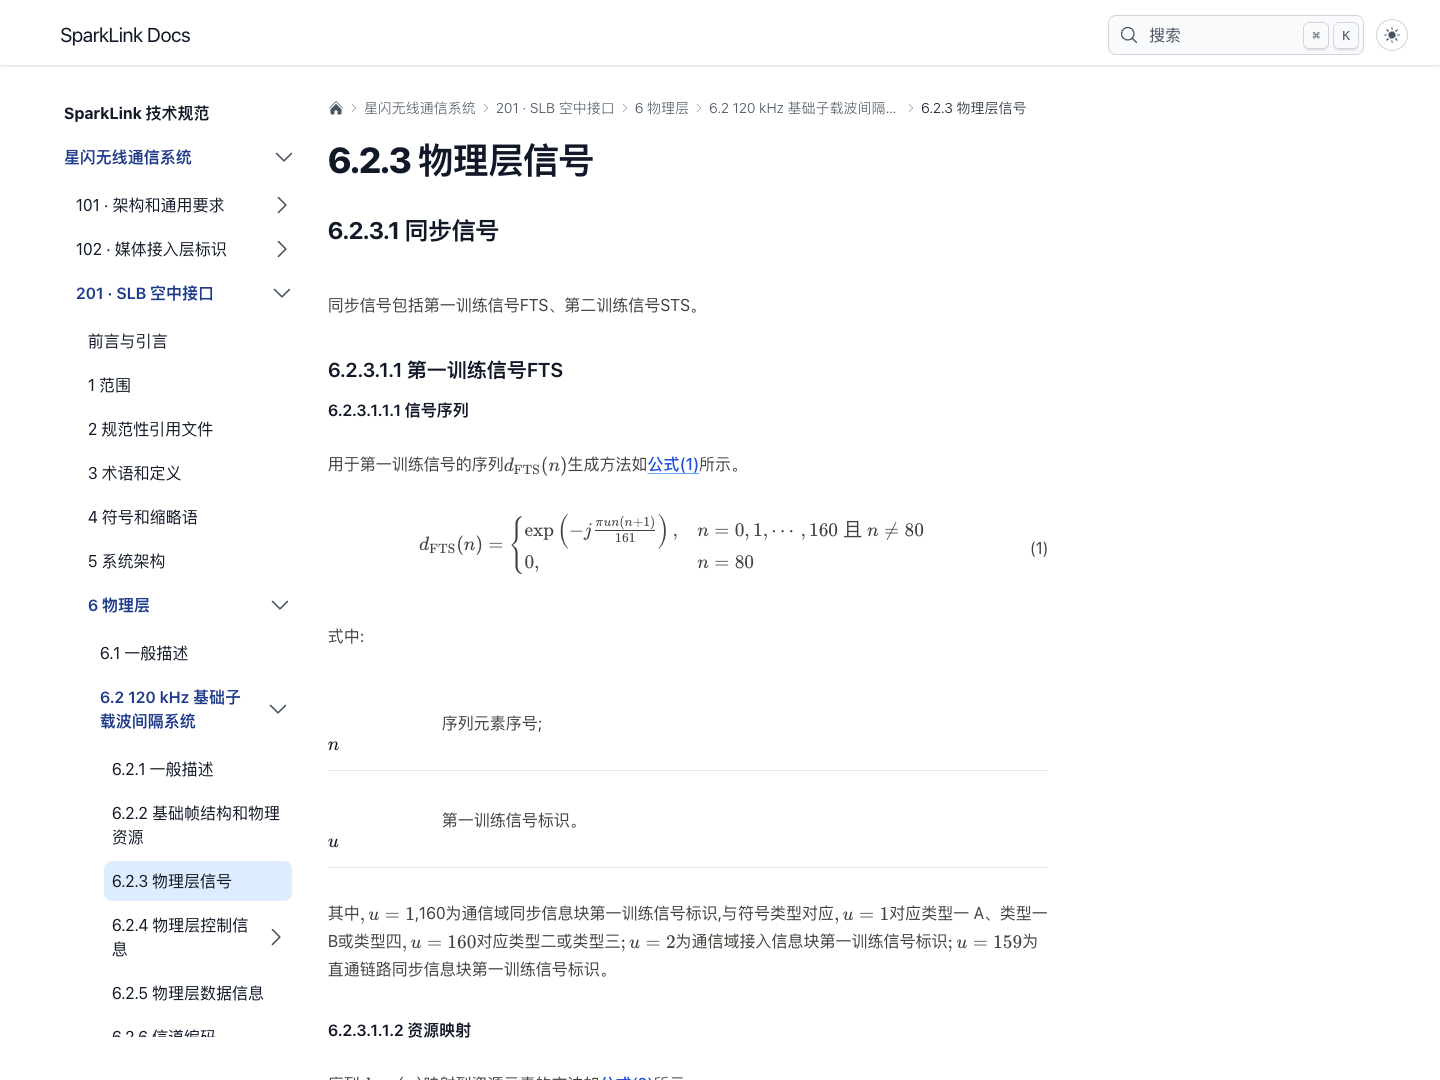 SparkLink Docs
搜索
⌘ K
SparkLink 技术规范
星闪无线通信系统
101 · 架构和通用要求
102 · 媒体接入层标识
201 · SLB 空中接口
前言与引言
1 范围
2 规范性引用文件
3 术语和定义
4 符号和缩略语
5 系统架构
6 物理层
6.1 一般描述
6.2 120 kHz 基础子
载波间隔系统
6.2.1 一般描述
6.2.2 基础帧结构和物理
资源
6.2.3 物理层信号
6.2.4 物理层控制信
息
6.2.5 物理层数据信息
6.2.6 信道编码
星闪无线通信系统 201 · SLB 空中接口 6 物理层 6.2 120 kHz 基础子载波间隔... 6.2.3 物理层信号
6.2.3 物理层信号
6.2.3.1 同步信号
同步信号包括第一训练信号FTS、第二训练信号STS。
6.2.3.1.1 第一训练信号FTS
6.2.3.1.1.1 信号序列
用于第一训练信号的序列d_FTS(n)生成方法如公式(1)所示。
d_FTS(n) = { exp(−j πun(n+1)/161), n = 0, 1, ⋯ , 160 且 n ≠ 80
0, n = 80
(1)
式中:
序列元素序号;
n
第一训练信号标识。
u
其中, u = 1,160为通信域同步信息块第一训练信号标识,与符号类型对应, u = 1对应类型一 A、类型一
B或类型四, u = 160对应类型二或类型三; u = 2为通信域接入信息块第一训练信号标识; u = 159为
直通链路同步信息块第一训练信号标识。
6.2.3.1.1.2 资源映射